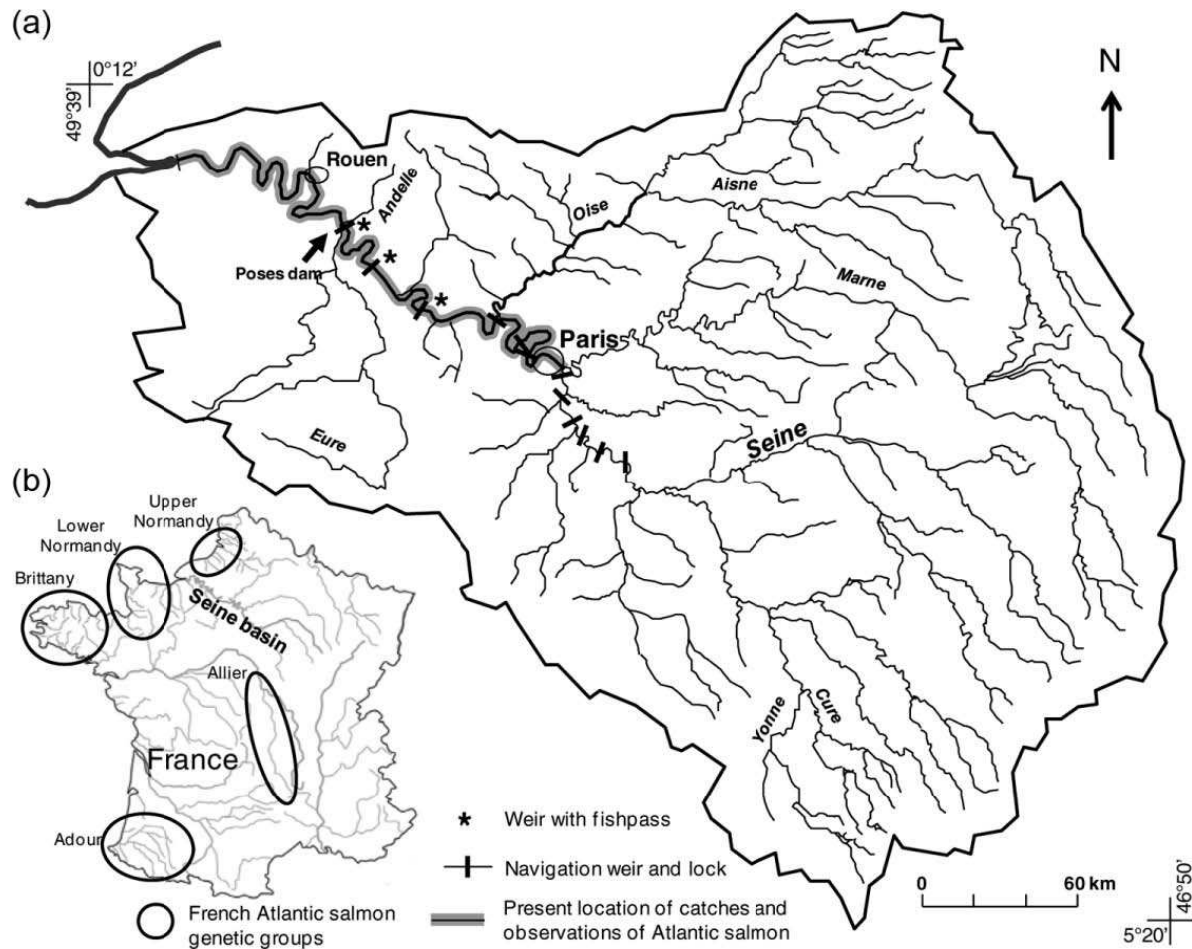 (a)
0°12'
49°39'
N
Rouen
Andelle
Oise
Aisne
Poses dam
Marne
Paris
Eure
Seine
Yonne
Cure
(b)
Upper
Normandy
Lower
Normandy
Brittany
Seine basin
Allier
France
Adour
* Weir with fishpass
Navigation weir and lock
French Atlantic salmon
genetic groups
Present location of catches and
observations of Atlantic salmon
0 60 km
46°50'
5°20'